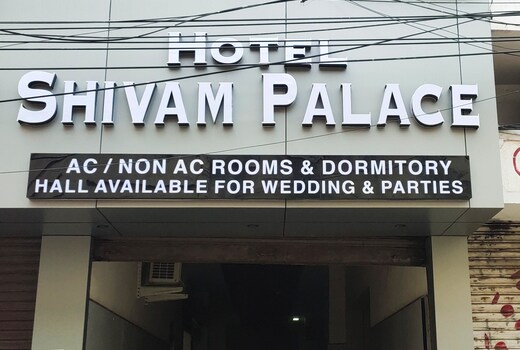 HOTEL
SHIVAM PALACE
AC / NON AC ROOMS & DORMITORY
HALL AVAILABLE FOR WEDDING & PARTIES